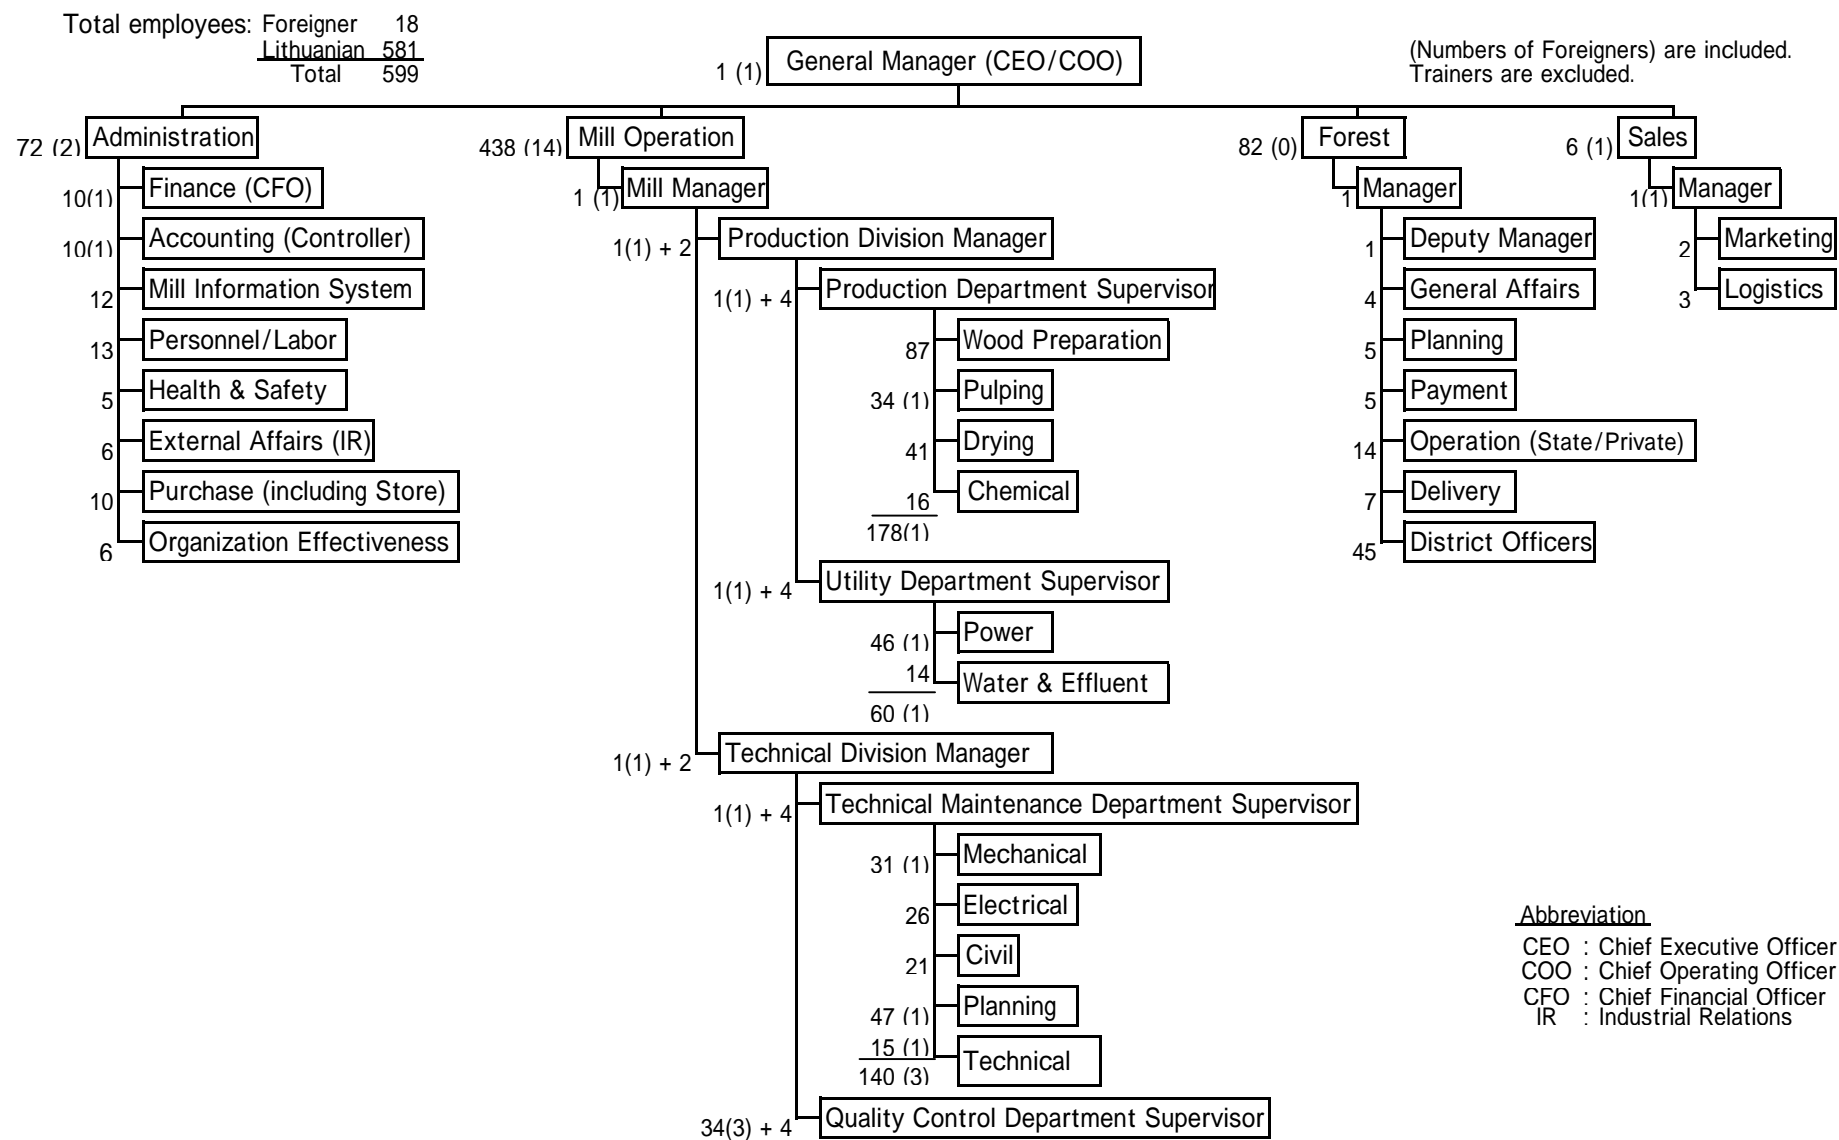 Total employees: Foreigner 18
Lithuanian 581
Total 599
1 (1) General Manager (CEO/COO)
(Numbers of Foreigners) are included.
Trainers are excluded.
72 (2) Administration
10(1) Finance (CFO)
10(1) Accounting (Controller)
12 Mill Information System
13 Personnel/Labor
5 Health & Safety
6 External Affairs (IR)
10 Purchase (including Store)
6 Organization Effectiveness
438 (14) Mill Operation
1 (1) Mill Manager
1(1) + 2 Production Division Manager
1(1) + 4 Production Department Supervisor
87 Wood Preparation
34 (1) Pulping
41 Drying
16 Chemical
178(1)
1(1) + 4 Utility Department Supervisor
46 (1) Power
14 Water & Effluent
60 (1)
1(1) + 2 Technical Division Manager
1(1) + 4 Technical Maintenance Department Supervisor
31 (1) Mechanical
26 Electrical
21 Civil
47 (1) Planning
15 (1) Technical
140 (3)
34(3) + 4 Quality Control Department Supervisor
82 (0) Forest
1 Manager
1 Deputy Manager
4 General Affairs
5 Planning
5 Payment
14 Operation (State/Private)
7 Delivery
45 District Officers
6 (1) Sales
1(1) Manager
2 Marketing
3 Logistics
Abbreviation
CEO : Chief Executive Officer
COO : Chief Operating Officer
CFO : Chief Financial Officer
IR : Industrial Relations